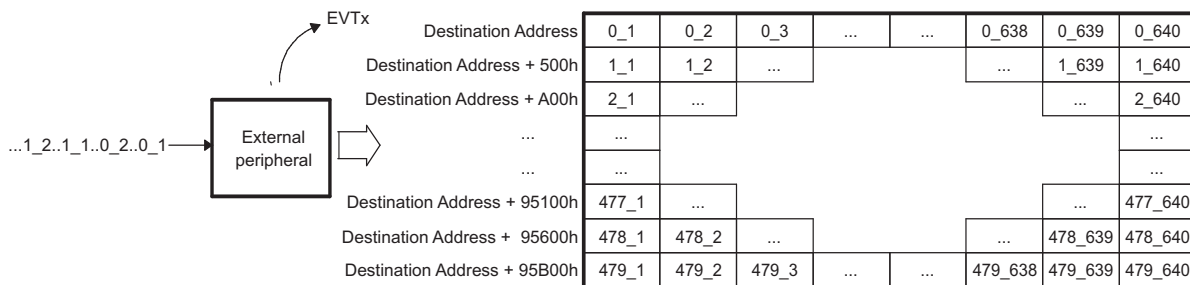 EVTx
Destination Address 0_1 0_2 0_3 ... ... 0_638 0_639 0_640
Destination Address + 500h 1_1 1_2 ... ... 1_639 1_640
Destination Address + A00h 2_1 ... ... 2_640
... ... ...
...1_2..1_1..0_2..0_1
External
peripheral
... ... ...
Destination Address + 95100h 477_1 ... ... 477_640
Destination Address + 95600h 478_1 478_2 ... ... 478_639 478_640
Destination Address + 95B00h 479_1 479_2 479_3 ... ... 479_638 479_639 479_640